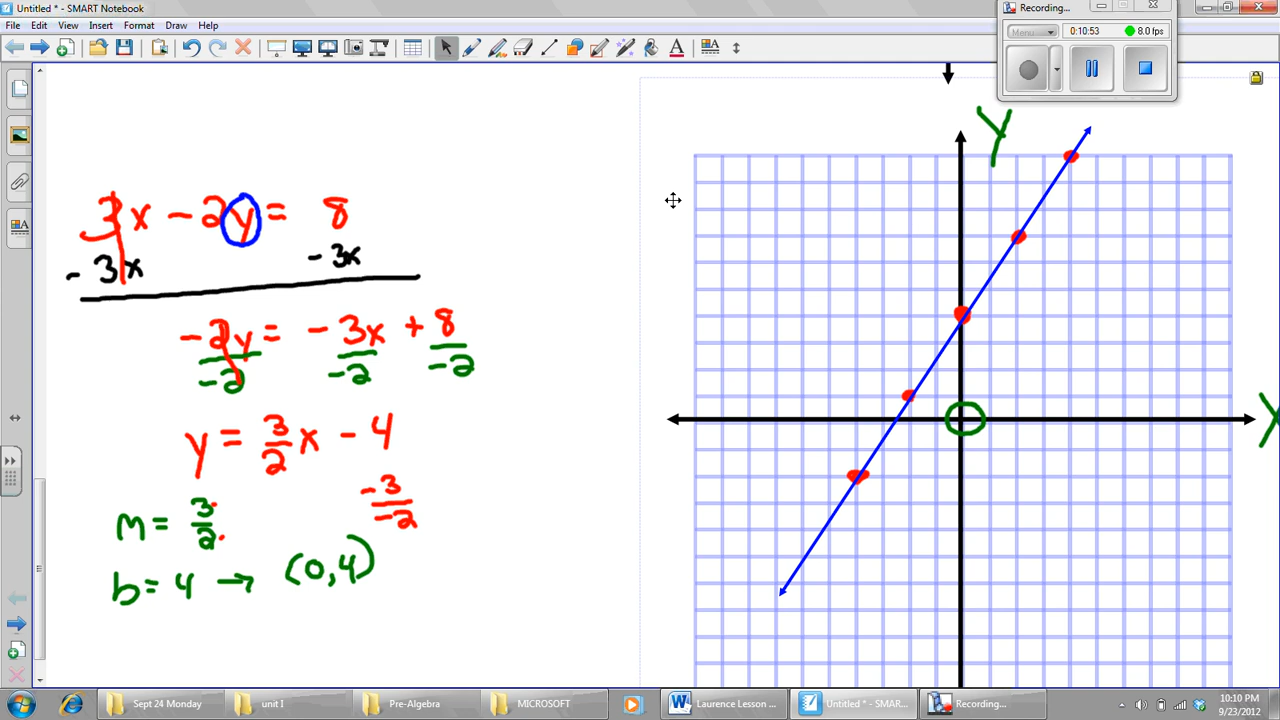 Untitled * - SMART Notebook
File Edit View Insert Format Draw Help
Recording...
Menu
0:10:53
8.0 fps
Y
3x - 2y = 8
- 3x - 3x
-2y = -3x + 8
-2 -2 -2
y = 3/2 x - 4
-3/-2
m = 3/2
b = 4 → (0,4)
X
Sept 24 Monday
unit I
Pre-Algebra
MICROSOFT
Laurence Lesson ...
Untitled * - SMA...
Recording...
10:10 PM
9/23/2012